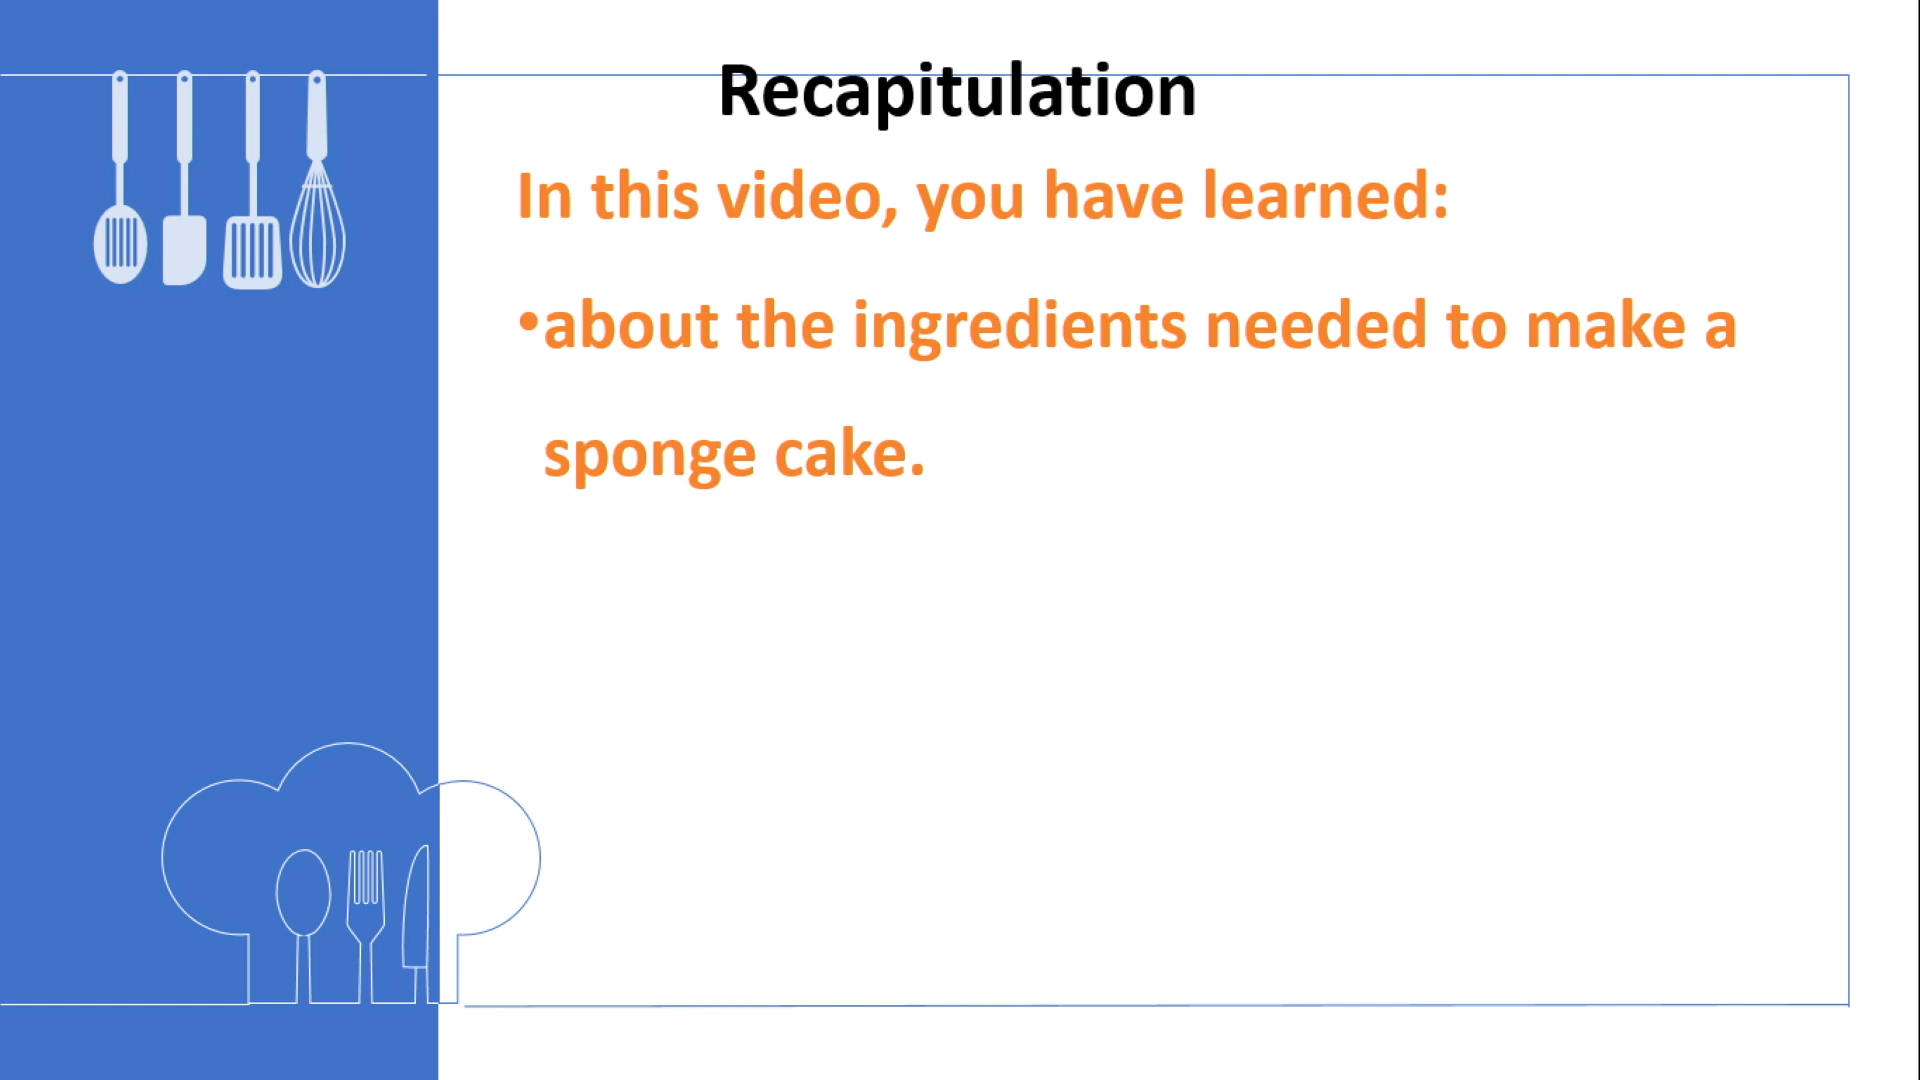 Recapitulation
In this video, you have learned:
•about the ingredients needed to make a
sponge cake.